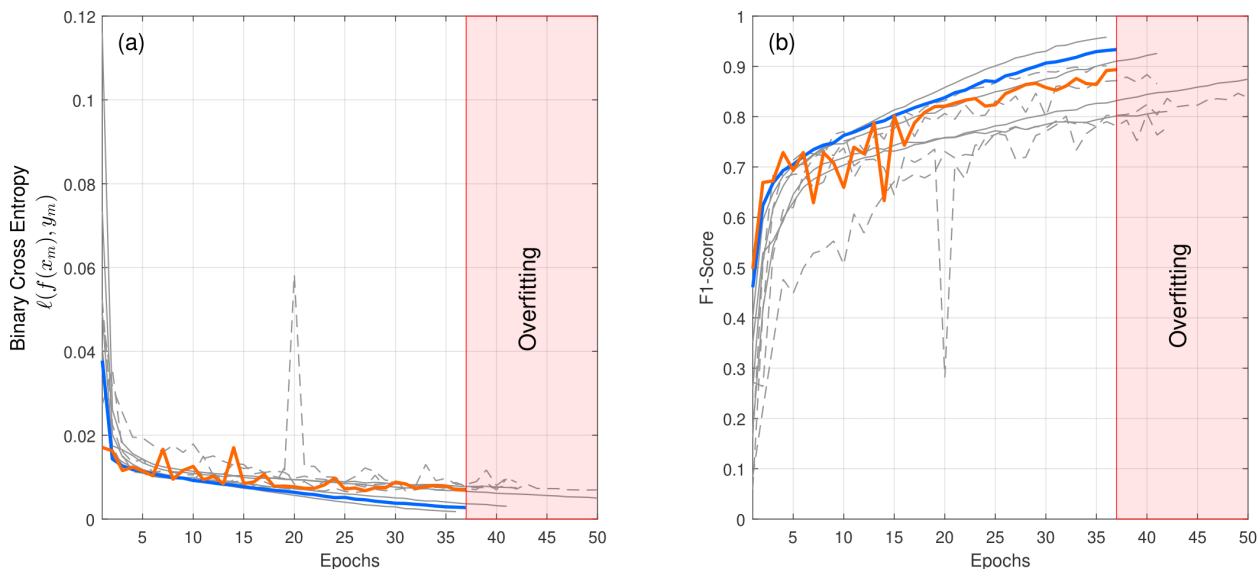 (a)
0.12
0.1
0.08
0.06
0.04
0.02
0
Binary Cross Entropy
ℓ(f(x_m), y_m)
Overfitting
5 10 15 20 25 30 35 40 45 50
Epochs
(b)
1
0.9
0.8
0.7
0.6
0.5
0.4
0.3
0.2
0.1
0
F1-Score
Overfitting
5 10 15 20 25 30 35 40 45 50
Epochs